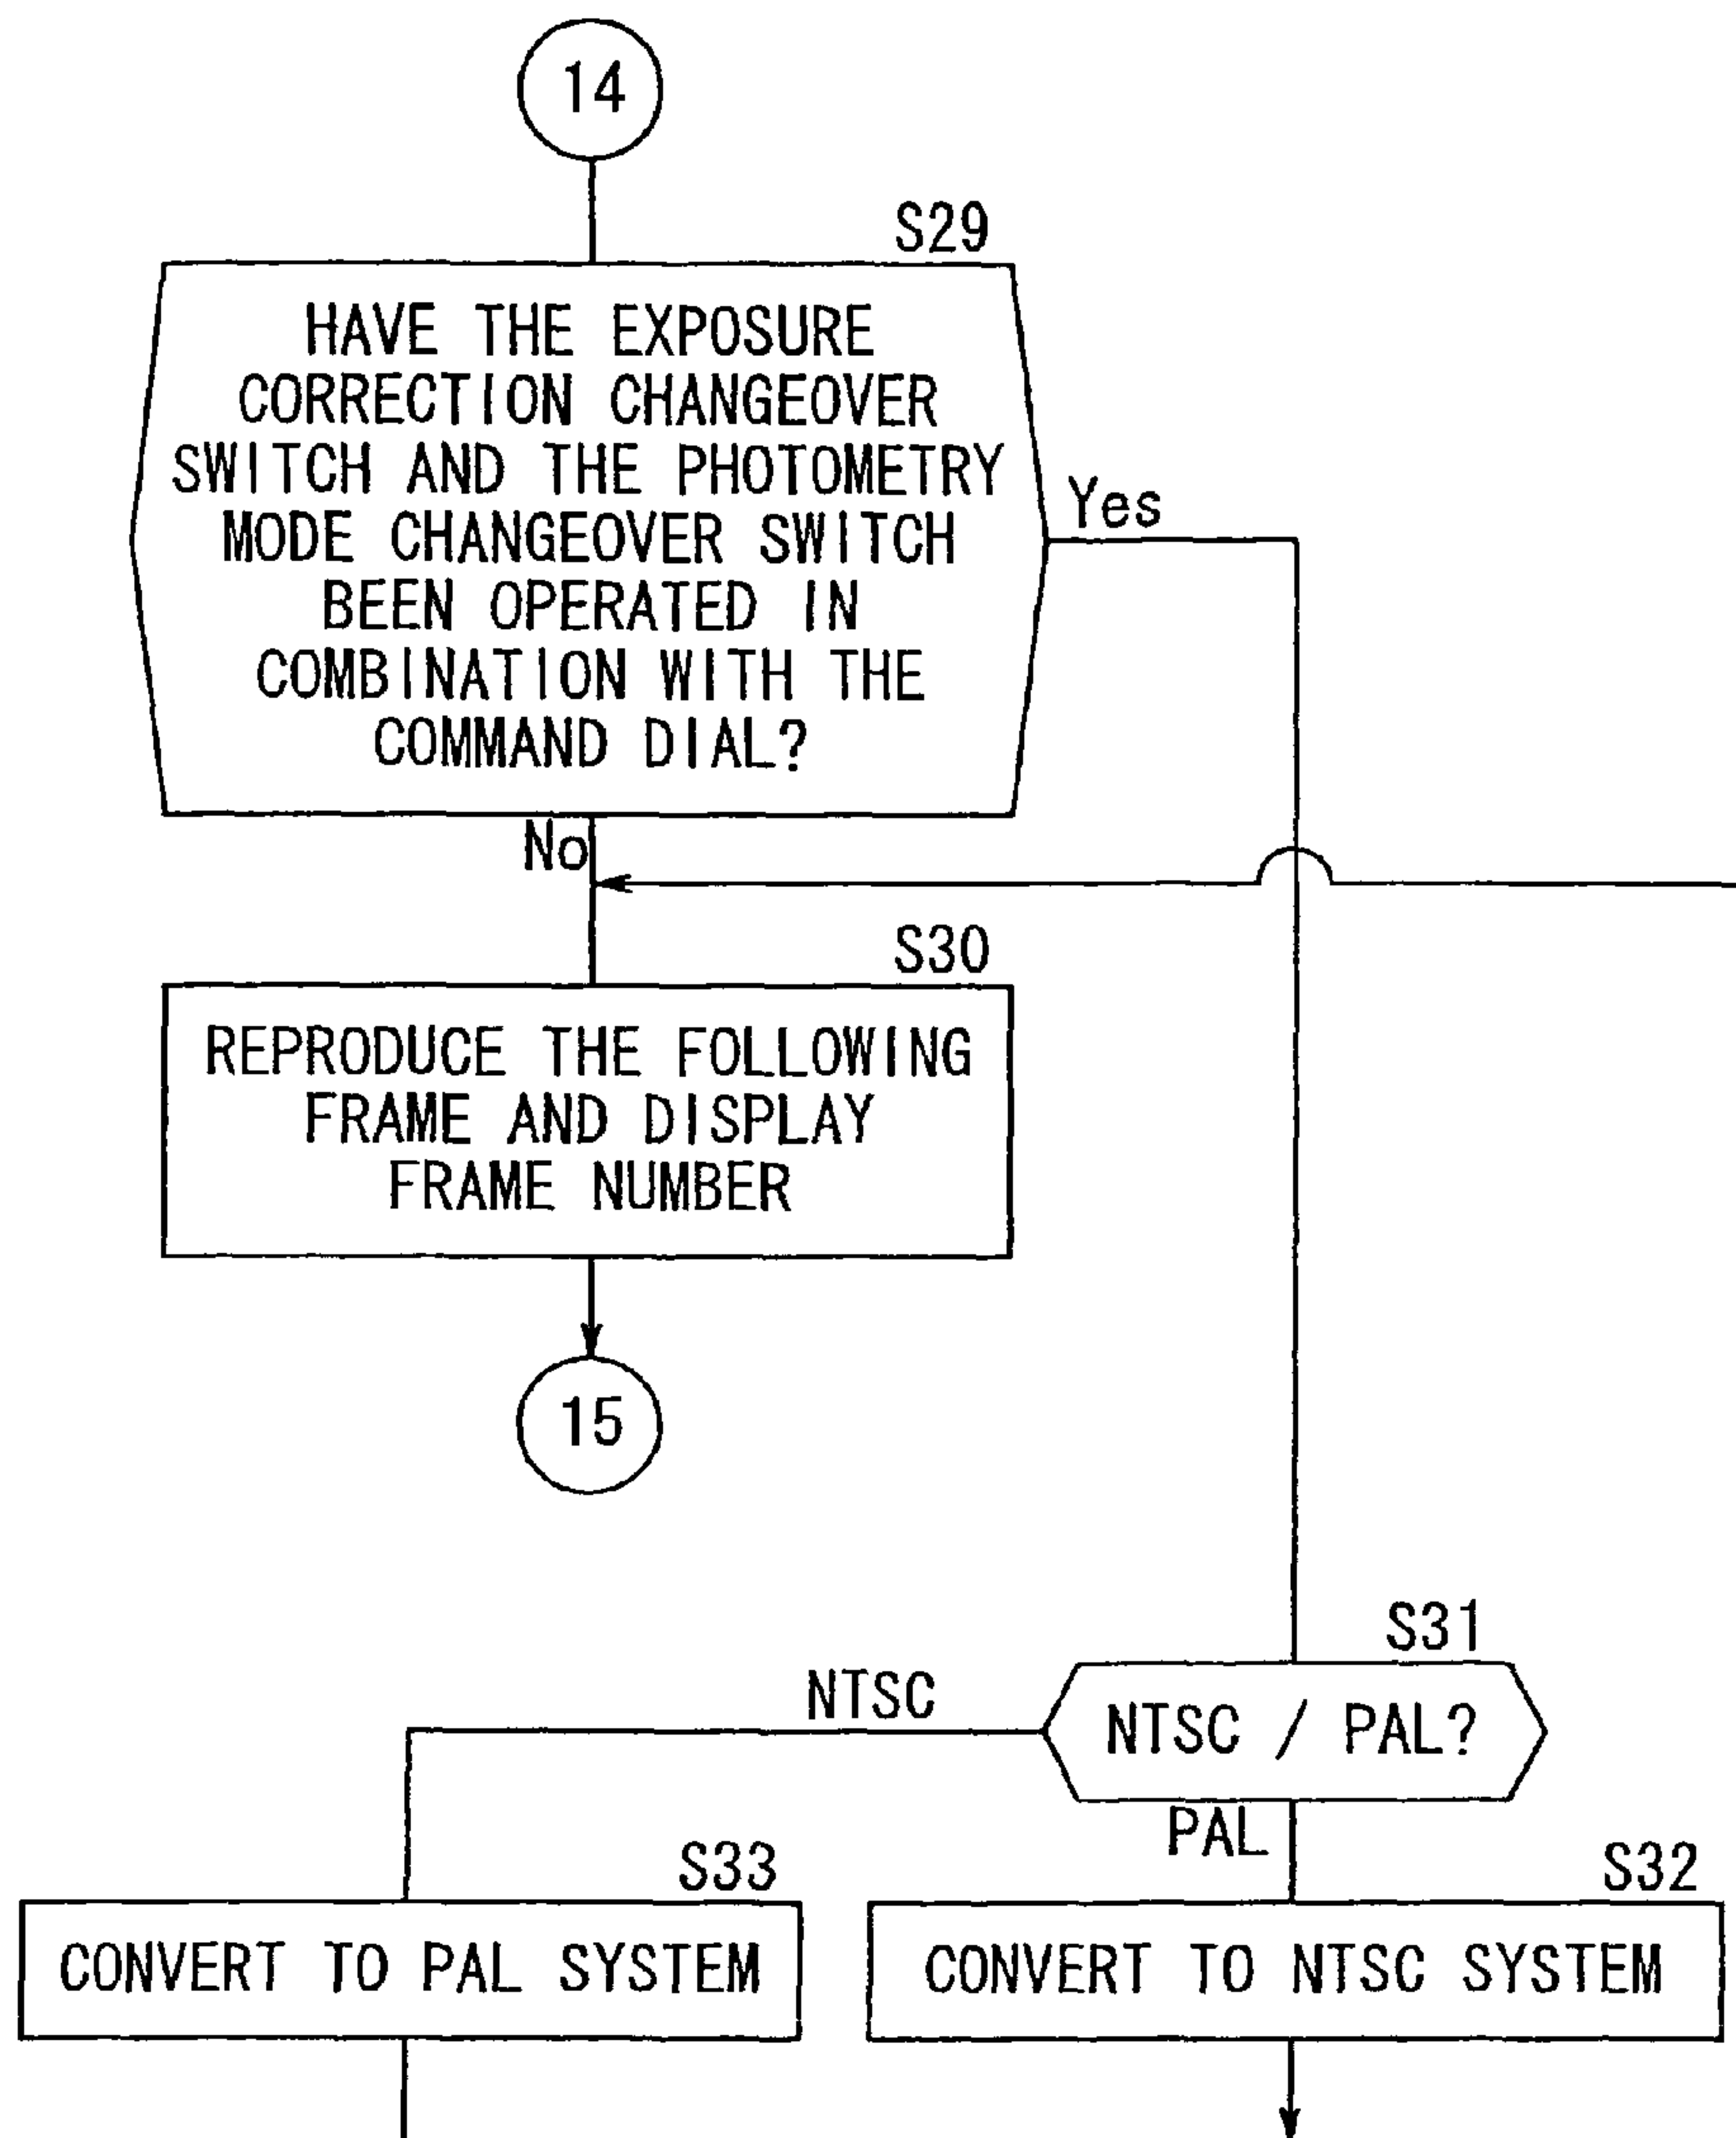 14
S29
HAVE THE EXPOSURE
CORRECTION CHANGEOVER
SWITCH AND THE PHOTOMETRY
MODE CHANGEOVER SWITCH
BEEN OPERATED IN
COMBINATION WITH THE
COMMAND DIAL?
Yes
No
S30
REPRODUCE THE FOLLOWING
FRAME AND DISPLAY
FRAME NUMBER
15
S31
NTSC / PAL?
NTSC
PAL
S33
CONVERT TO PAL SYSTEM
S32
CONVERT TO NTSC SYSTEM